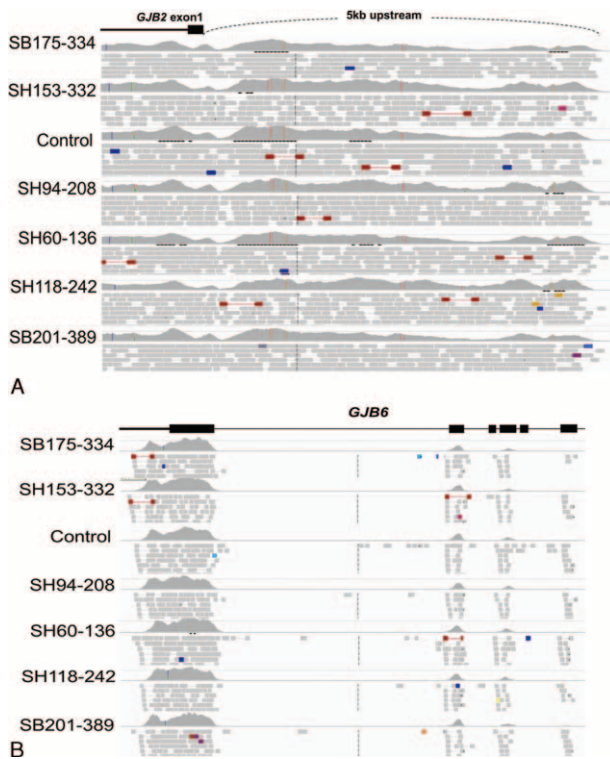 GJB2 exon1
5kb upstream
SB175-334
SH153-332
Control
SH94-208
SH60-136
SH118-242
SB201-389
A
GJB6
SB175-334
SH153-332
Control
SH94-208
SH60-136
SH118-242
SB201-389
B